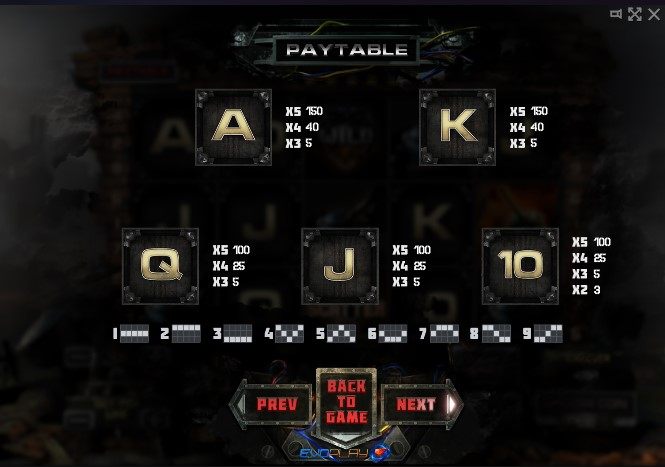 PAYTABLE
A X5 150 X4 40 X3 5
K X5 150 X4 40 X3 5
Q X5 100 X4 25 X3 5
J X5 100 X4 25 X3 5
10 X5 100 X4 25 X3 5 X2 3
1 2 3 4 5 6 7 8 9
PREV
BACK TO GAME
NEXT
EVOPLAY